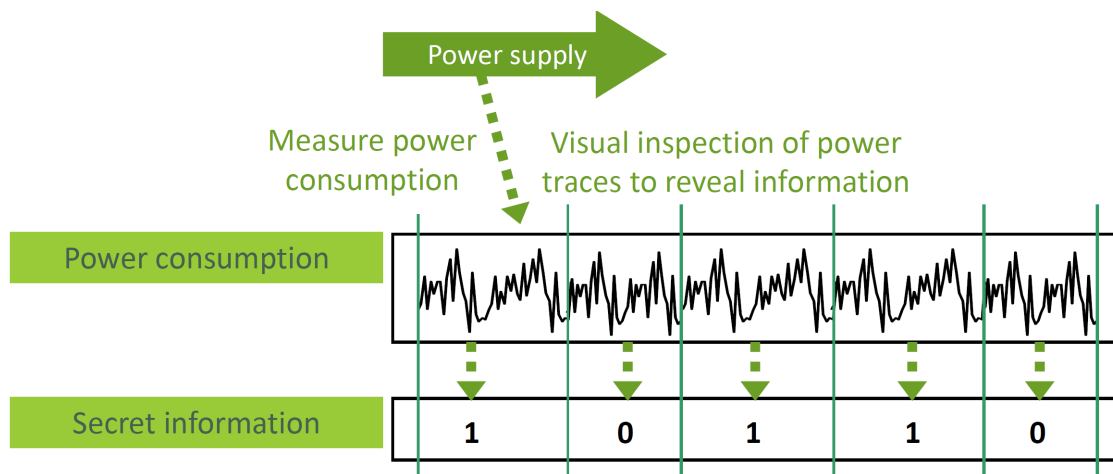 Power supply
Measure power
consumption
Visual inspection of power
traces to reveal information
Power consumption
Secret information
1 0 1 1 0